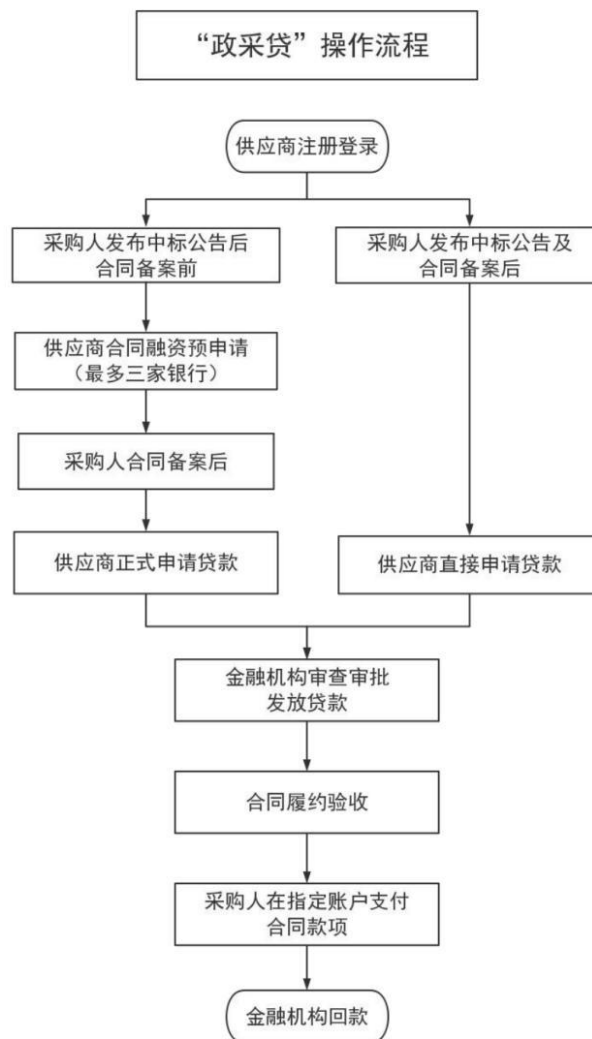 “政采贷”操作流程
供应商注册登录
采购人发布中标公告后
合同备案前
采购人发布中标公告及
合同备案后
供应商合同融资预申请
（最多三家银行）
采购人合同备案后
供应商正式申请贷款
供应商直接申请贷款
金融机构审查审批
发放贷款
合同履约验收
采购人在指定账户支付
合同款项
金融机构回款